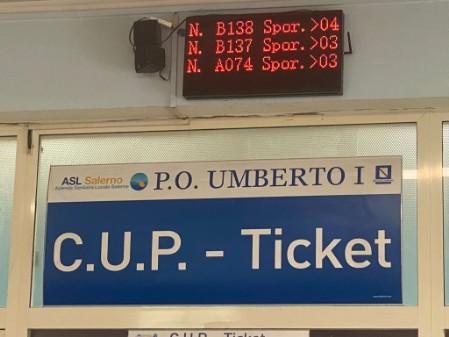 N. B138 Spor.>04
N. B137 Spor.>03
N. A074 Spor.>03
ASL Salerno
Azienda Sanitaria Locale Salerno
P.O. UMBERTO I
C.U.P. - Ticket
C.U.P. - Ticket